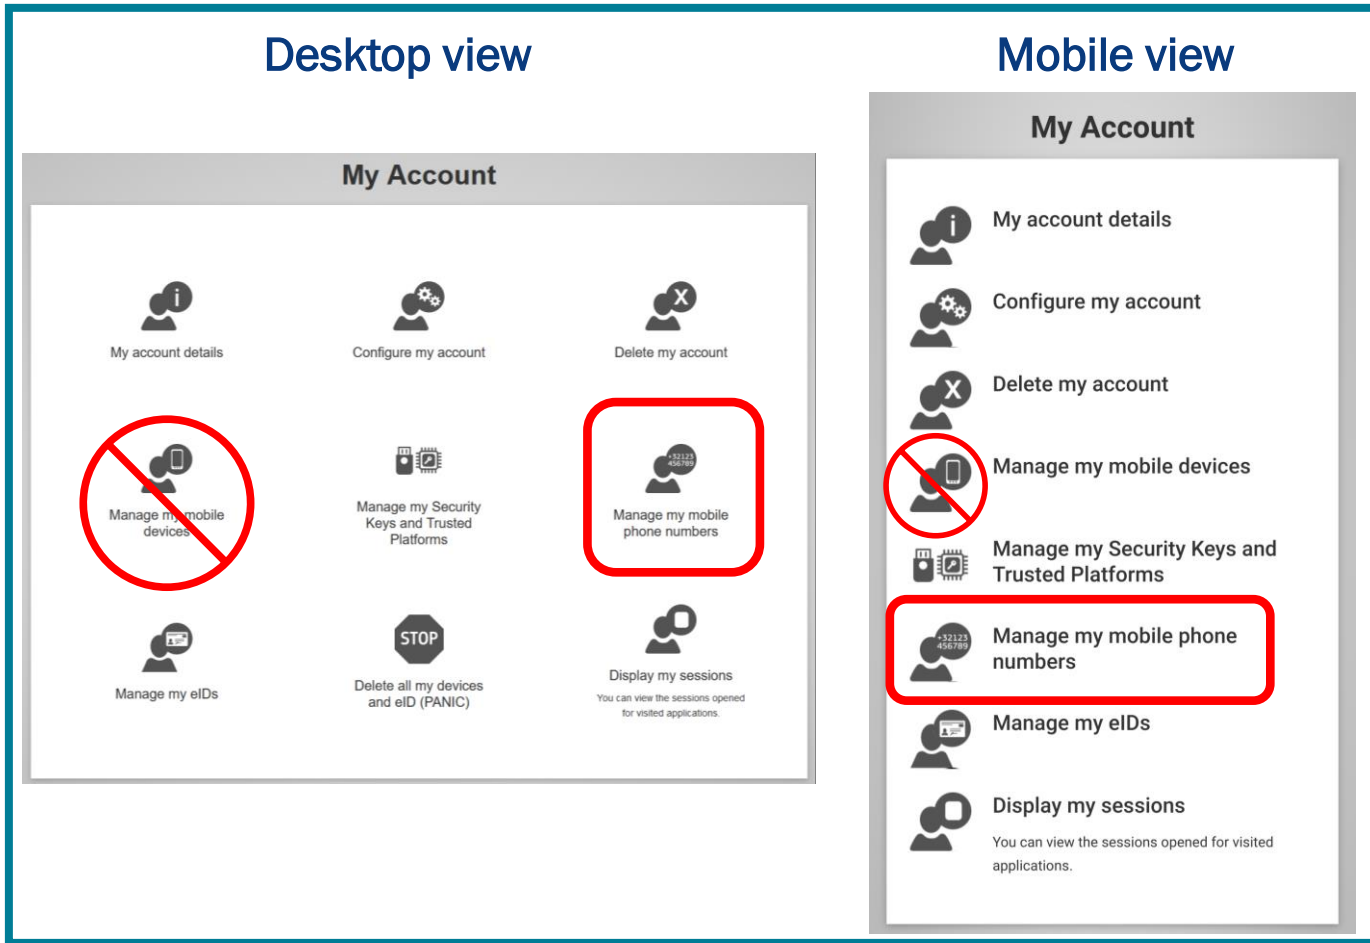 Desktop view
My Account
i
My account details
Configure my account
X
Delete my account
Manage my mobile
devices
Manage my Security
Keys and Trusted
Platforms
+32123
456789
Manage my mobile
phone numbers
Manage my eIDs
STOP
Delete all my devices
and eID (PANIC)
Display my sessions
You can view the sessions opened
for visited applications.
Mobile view
My Account
i
My account details
Configure my account
X
Delete my account
Manage my mobile devices
Manage my Security Keys and
Trusted Platforms
+32123
456789
Manage my mobile phone
numbers
Manage my eIDs
Display my sessions
You can view the sessions opened for visited
applications.